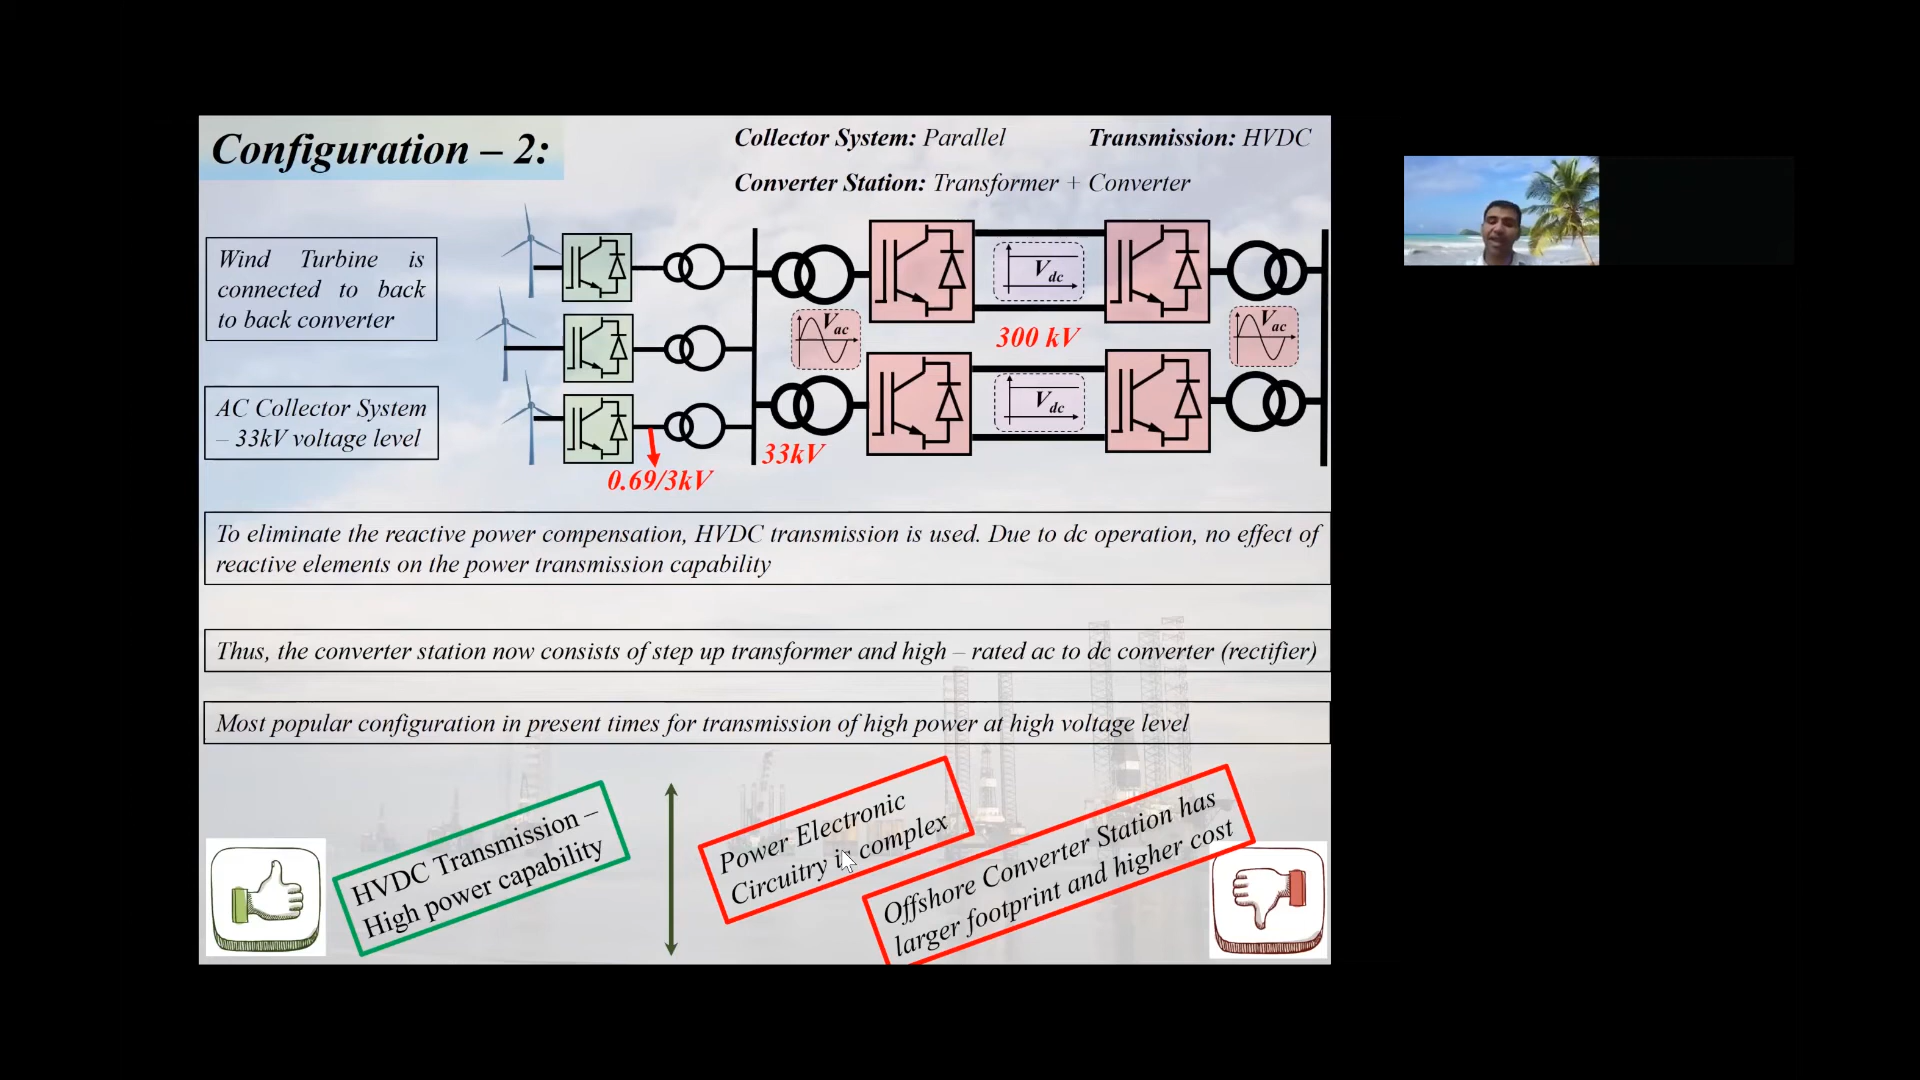 Configuration – 2:
Collector System: Parallel
Transmission: HVDC
Converter Station: Transformer + Converter
Wind Turbine is
connected to back
to back converter
AC Collector System
– 33kV voltage level
Vdc
Vac
300 kV
Vac
Vdc
33kV
0.69/3kV
To eliminate the reactive power compensation, HVDC transmission is used. Due to dc operation, no effect of
reactive elements on the power transmission capability
Thus, the converter station now consists of step up transformer and high – rated ac to dc converter (rectifier)
Most popular configuration in present times for transmission of high power at high voltage level
HVDC Transmission –
High power capability
Power Electronic
Circuitry is complex
Offshore Converter Station has
larger footprint and higher cost